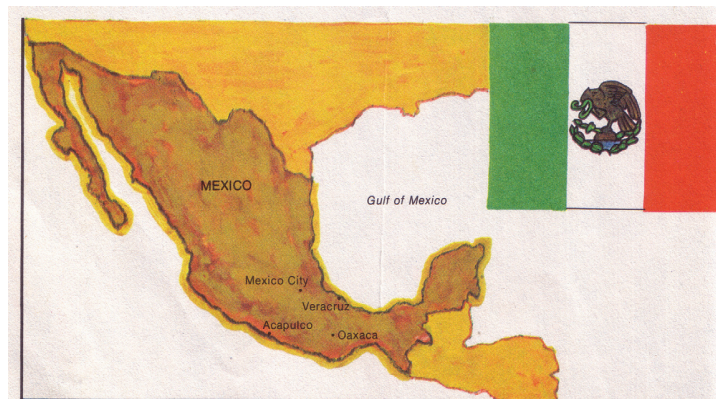 MEXICO
Gulf of Mexico
Mexico City
Veracruz
Acapulco
Oaxaca